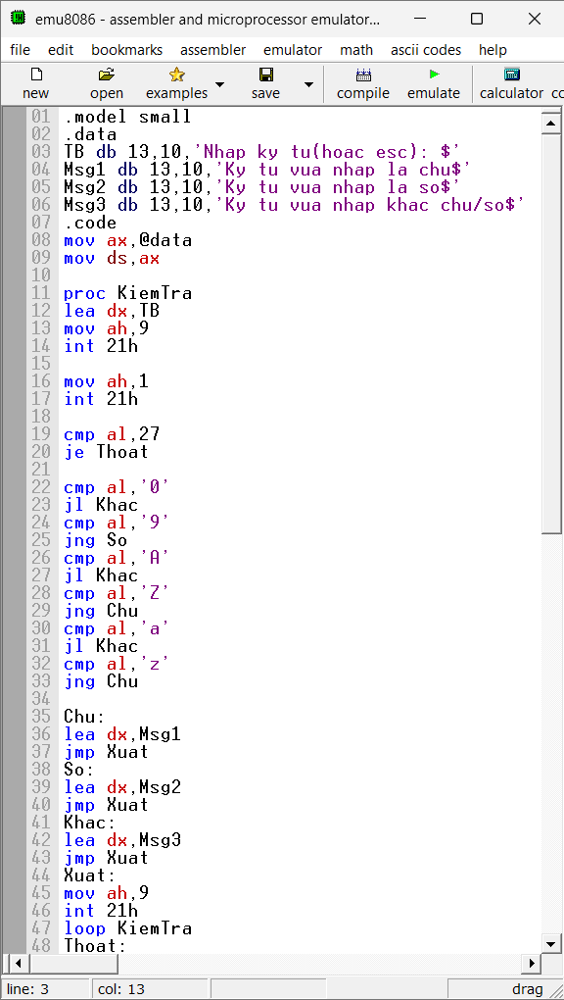 emu8086 - assembler and microprocessor emulator...
file edit bookmarks assembler emulator math ascii codes help
new open examples save compile emulate calculator co
01 .model small
02 .data
03 TB db 13,10,'Nhap ky tu(hoac esc): $'
04 Msg1 db 13,10,'Ky tu vua nhap la chu$'
05 Msg2 db 13,10,'Ky tu vua nhap la so$'
06 Msg3 db 13,10,'Ky tu vua nhap khac chu/so$'
07 .code
08 mov ax,@data
09 mov ds,ax
10
11 proc KiemTra
12 lea dx,TB
13 mov ah,9
14 int 21h
15
16 mov ah,1
17 int 21h
18
19 cmp al,27
20 je Thoat
21
22 cmp al,'0'
23 jl Khac
24 cmp al,'9'
25 jng So
26 cmp al,'A'
27 jl Khac
28 cmp al,'Z'
29 jng Chu
30 cmp al,'a'
31 jl Khac
32 cmp al,'z'
33 jng Chu
34
35 Chu:
36 lea dx,Msg1
37 jmp Xuat
38 So:
39 lea dx,Msg2
40 jmp Xuat
41 Khac:
42 lea dx,Msg3
43 jmp Xuat
44 Xuat:
45 mov ah,9
46 int 21h
47 loop KiemTra
48 Thoat:
line: 3 col: 13 drag